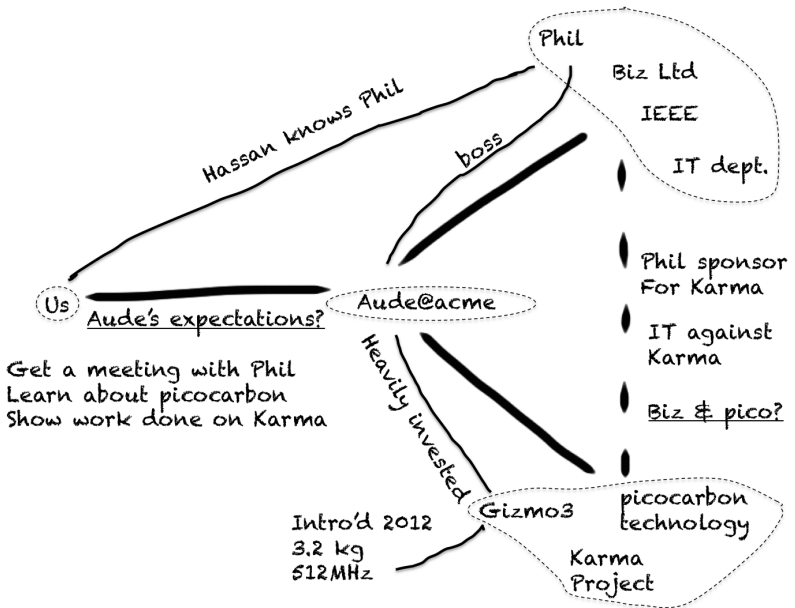 Phil
Biz Ltd
IEEE
IT dept.
Hassan knows Phil
boss
Us
Aude's expectations?
Aude@acme
Phil sponsor
For Karma
IT against
Karma
Biz & pico?
Get a meeting with Phil
Learn about picocarbon
Show work done on Karma
Heavily invested
Gizmo3
picocarbon
technology
Karma
Project
Intro'd 2012
3.2 kg
512MHz